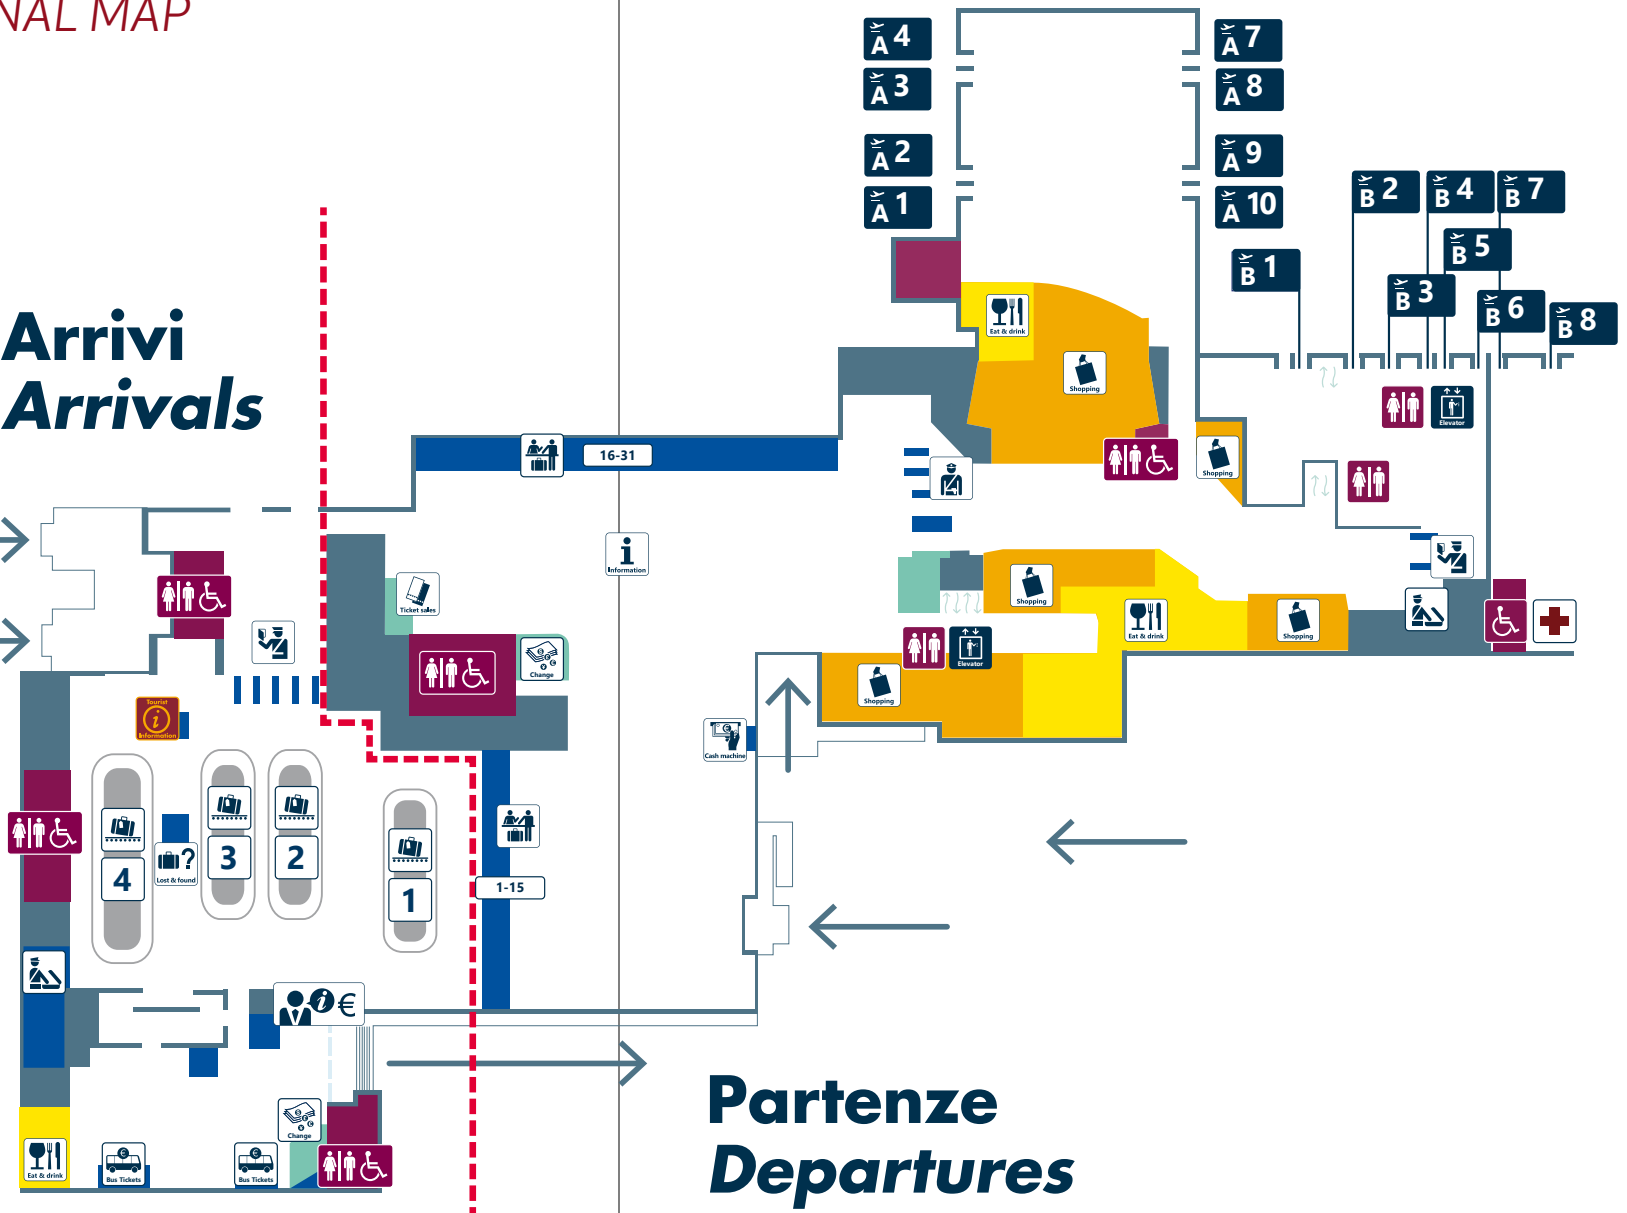 NAL MAP
A 4
A 3
A 2
A 1
A 7
A 8
A 9
A 10
B 2
B 4
B 7
B 5
B 1
B 3
B 6
B 8
Arrivi
Arrivals
Eat & drink
Shopping
Elevator
Shopping
16-31
Information
Ticket sales
Change
Shopping
Eat & drink
Shopping
Elevator
Shopping
Cash machine
Tourist
Information
4
Lost & found
3
2
1
1-15
€
Change
Eat & drink
Bus Tickets
Bus Tickets
Partenze
Departures